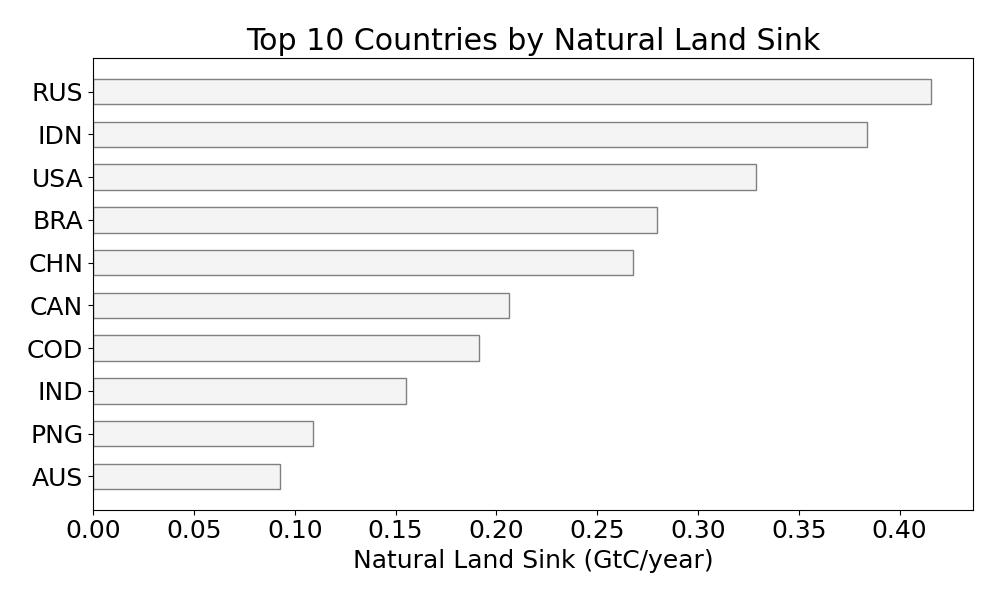 Top 10 Countries by Natural Land Sink
RUS
IDN
USA
BRA
CHN
CAN
COD
IND
PNG
AUS
0.00 0.05 0.10 0.15 0.20 0.25 0.30 0.35 0.40
Natural Land Sink (GtC/year)